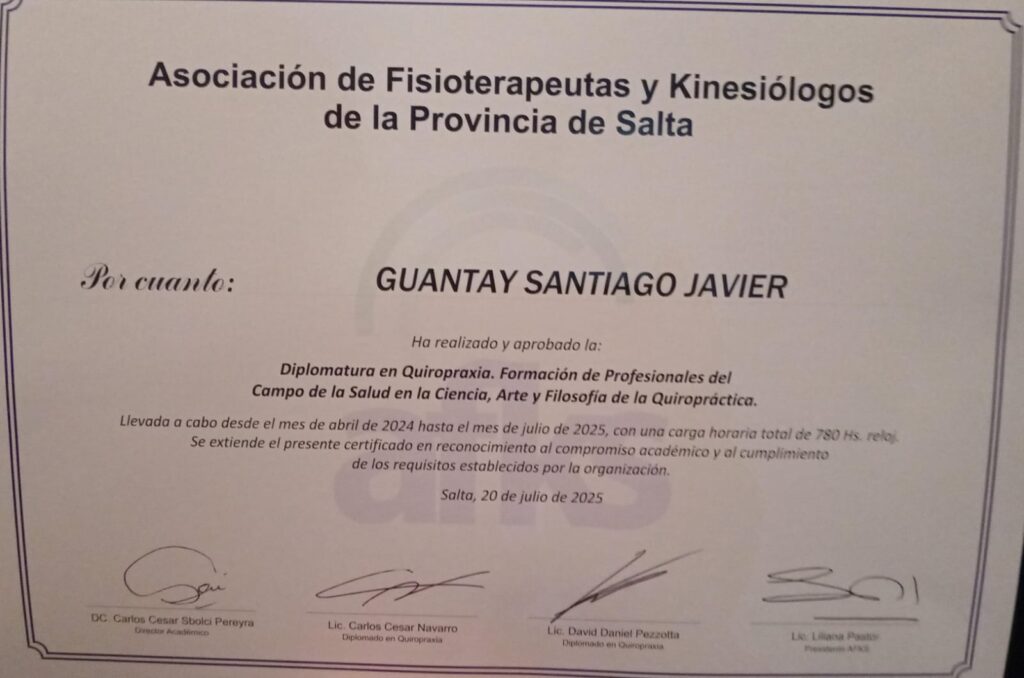 Asociación de Fisioterapeutas y Kinesiólogos
de la Provincia de Salta
Por cuanto: GUANTAY SANTIAGO JAVIER
Ha realizado y aprobado la:
Diplomatura en Quiropraxia. Formación de Profesionales del
Campo de la Salud en la Ciencia, Arte y Filosofía de la Quiropráctica.
Llevada a cabo desde el mes de abril de 2024 hasta el mes de julio de 2025, con una carga horaria total de 780 Hs. reloj.
Se extiende el presente certificado en reconocimiento al compromiso académico y al cumplimiento
de los requisitos establecidos por la organización.
afks
Salta, 20 de julio de 2025
DC. Carlos Cesar Sbolci Pereyra
Director Académico
Lic. Carlos Cesar Navarro
Diplomado en Quiropraxia
Lic. David Daniel Pezzotta
Diplomado en Quiropraxia
Lic. Liliana
Presidente AFKS